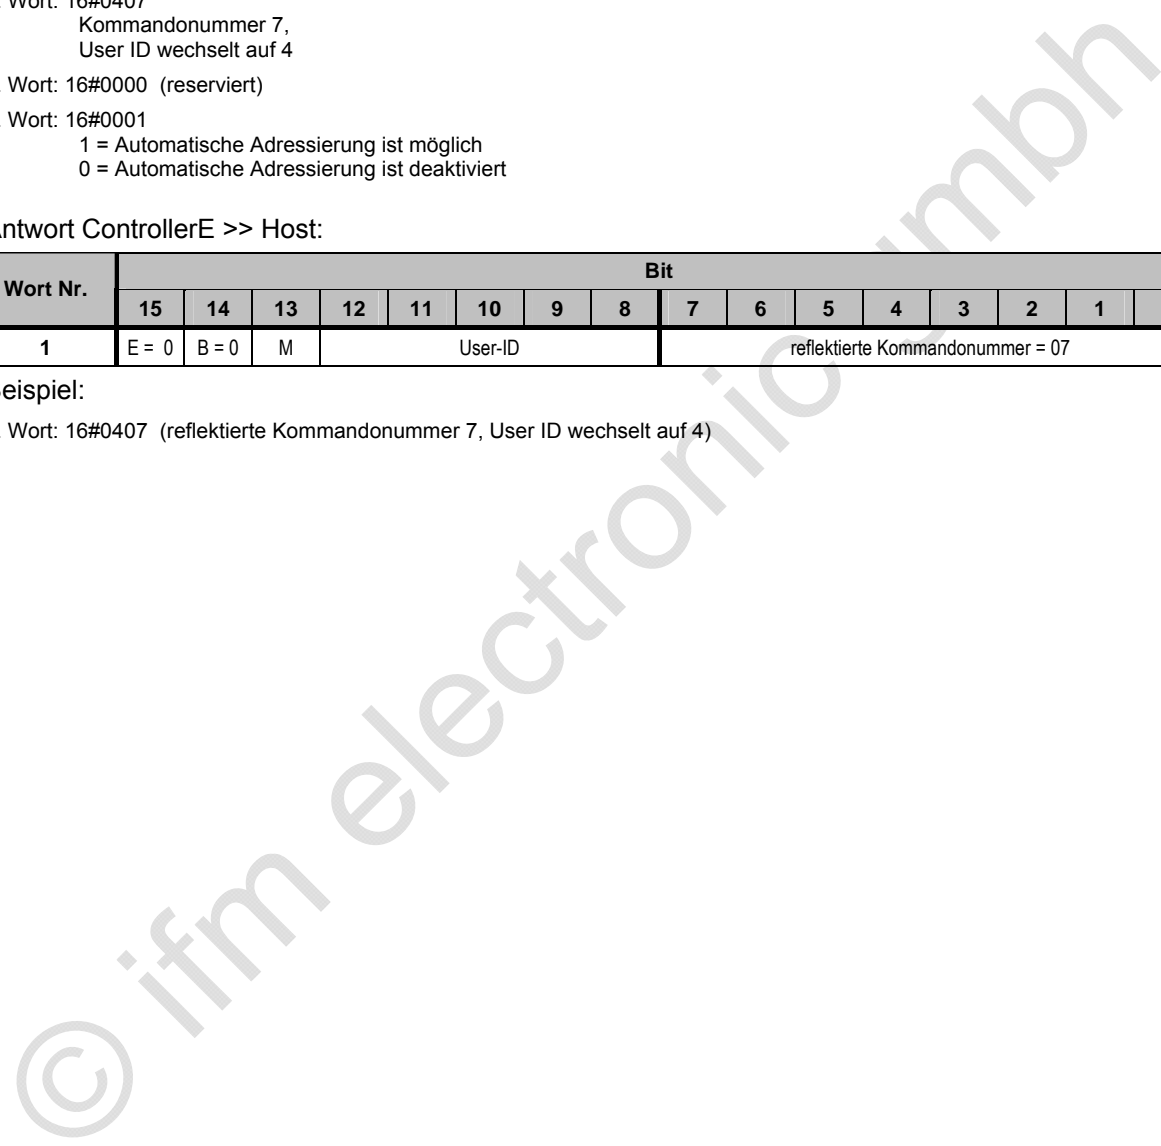 . Wort: 16#0407
Kommandonummer 7,
User ID wechselt auf 4
. Wort: 16#0000 (reserviert)
. Wort: 16#0001
1 = Automatische Adressierung ist möglich
0 = Automatische Adressierung ist deaktiviert
ntwort ControllerE >> Host:
Wort Nr. Bit
15 14 13 12 11 10 9 8 7 6 5 4 3 2 1
1 E = 0 B = 0 M User-ID reflektierte Kommandonummer = 07
eispiel:
. Wort: 16#0407 (reflektierte Kommandonummer 7, User ID wechselt auf 4)
© ifm electronic gmbh